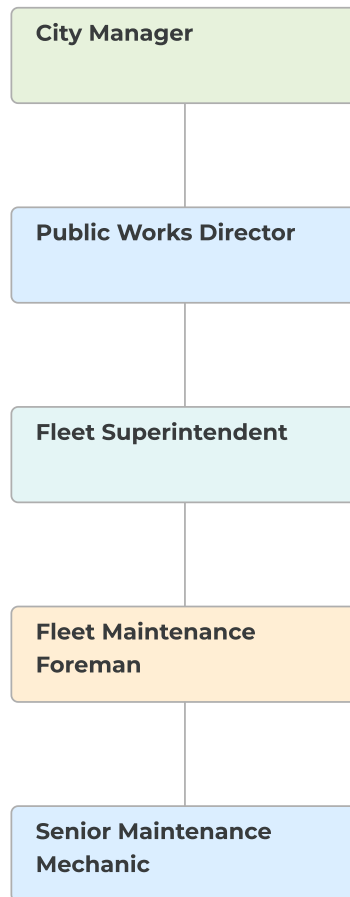 City Manager
Public Works Director
Fleet Superintendent
Fleet Maintenance
Foreman
Senior Maintenance
Mechanic